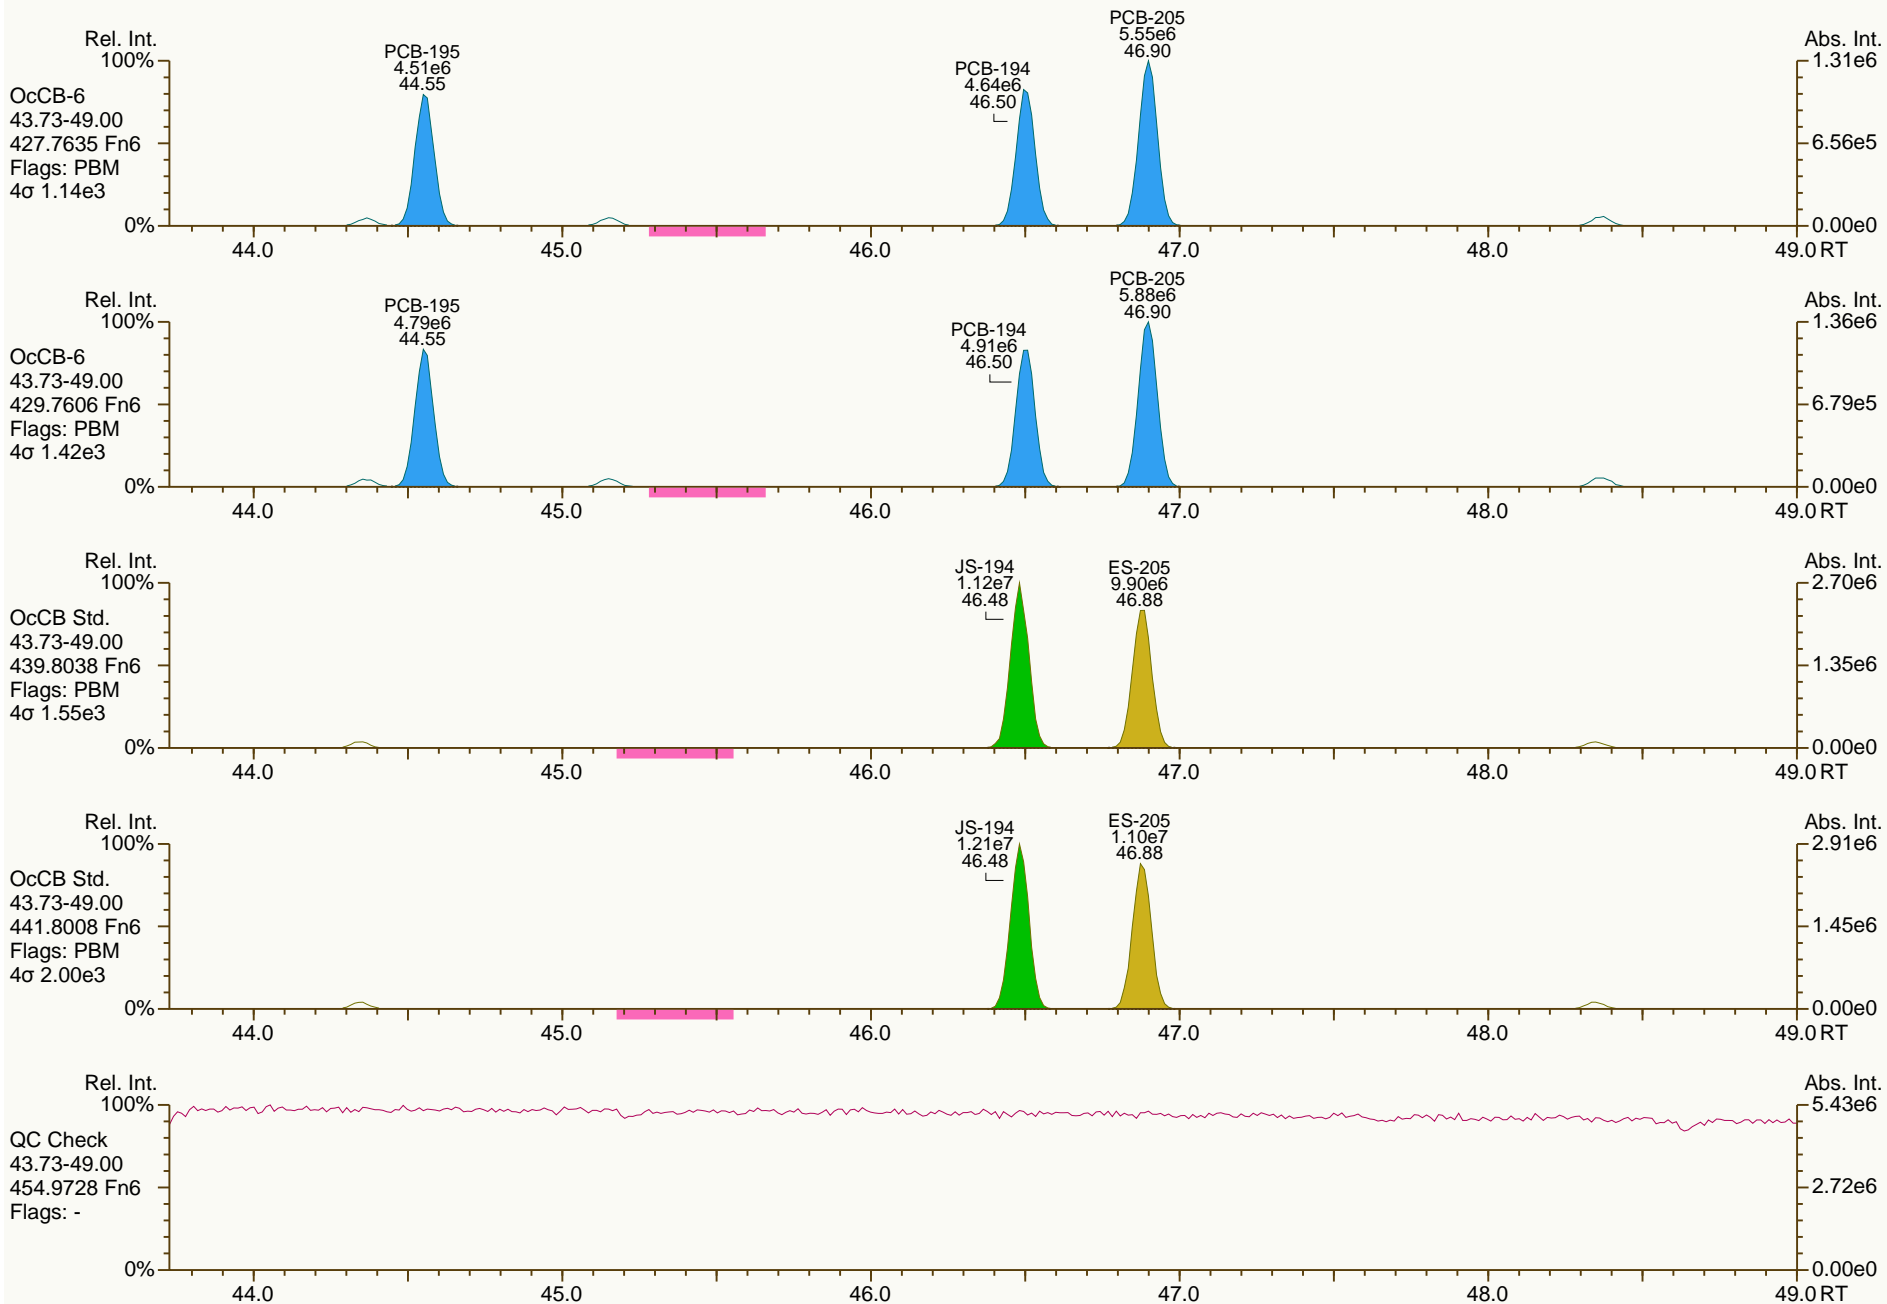 PCB-205
5.55e6
46.90
Rel. Int.
Abs. Int.
PCB-195
4.51e6
44.55
100%
1.31e6
PCB-194
4.64e6
46.50
OcCB-6
43.73-49.00
427.7635 Fn6
6.56e5
Flags: PBM
4σ 1.14e3
0%
0.00e0
44.0 45.0 46.0 47.0 48.0 49.0 RT
PCB-205
5.88e6
46.90
Rel. Int.
Abs. Int.
PCB-195
4.79e6
44.55
100%
1.36e6
PCB-194
4.91e6
46.50
OcCB-6
43.73-49.00
429.7606 Fn6
6.79e5
Flags: PBM
4σ 1.42e3
0%
0.00e0
44.0 45.0 46.0 47.0 48.0 49.0 RT
Rel. Int.
Abs. Int.
JS-194
1.12e7
46.48
ES-205
9.90e6
46.88
100%
2.70e6
OcCB Std.
43.73-49.00
439.8038 Fn6
1.35e6
Flags: PBM
4σ 1.55e3
0%
0.00e0
44.0 45.0 46.0 47.0 48.0 49.0 RT
Rel. Int.
Abs. Int.
JS-194
1.21e7
46.48
ES-205
1.10e7
46.88
100%
2.91e6
OcCB Std.
43.73-49.00
441.8008 Fn6
1.45e6
Flags: PBM
4σ 2.00e3
0%
0.00e0
44.0 45.0 46.0 47.0 48.0 49.0 RT
Rel. Int.
Abs. Int.
100%
5.43e6
QC Check
43.73-49.00
454.9728 Fn6
2.72e6
Flags: -
0%
0.00e0
44.0 45.0 46.0 47.0 48.0 49.0 RT